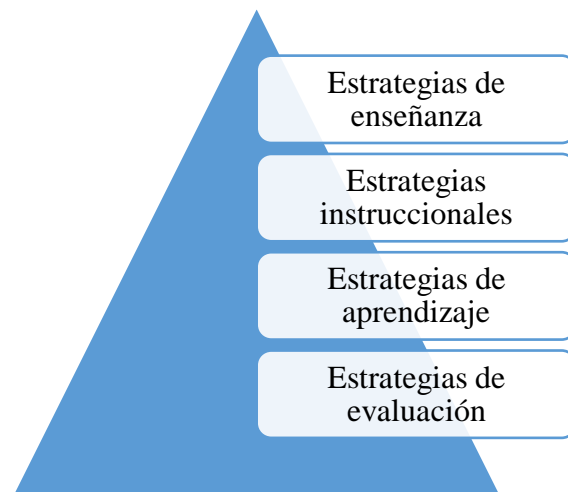 Estrategias de
enseñanza
Estrategias
instruccionales
Estrategias de
aprendizaje
Estrategias de
evaluación